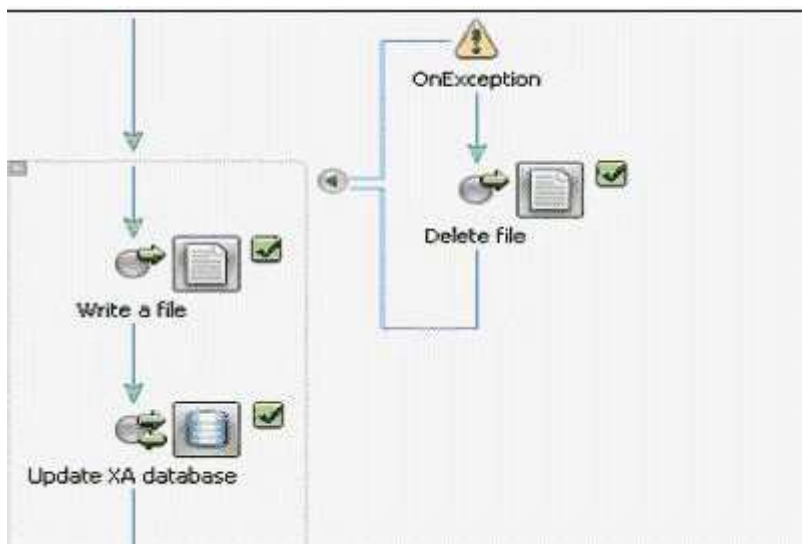 OnException
Delete file
Write a file
Update XA database